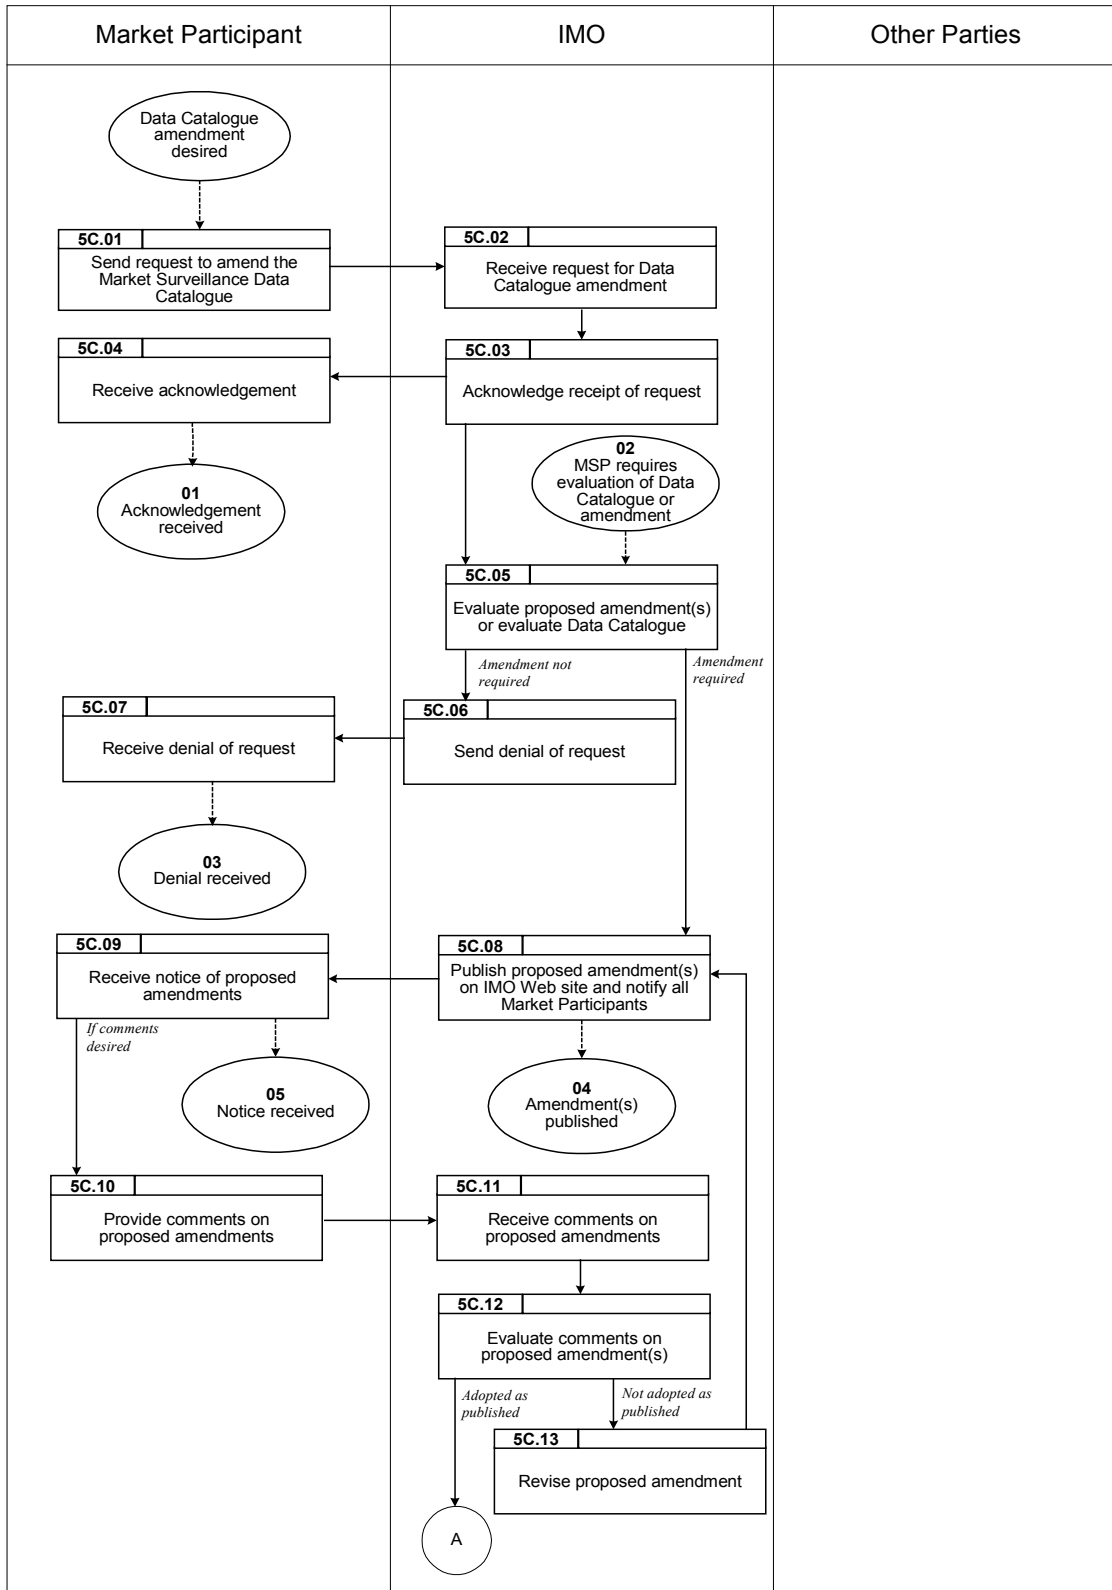 Market Participant
IMO
Other Parties
Data Catalogue
amendment
desired
5C.01
Send request to amend the
Market Surveillance Data
Catalogue
5C.02
Receive request for Data
Catalogue amendment
5C.04
Receive acknowledgement
5C.03
Acknowledge receipt of request
01
Acknowledgement
received
02
MSP requires
evaluation of Data
Catalogue or
amendment
5C.05
Evaluate proposed amendment(s)
or evaluate Data Catalogue
Amendment not
required
Amendment
required
5C.07
Receive denial of request
5C.06
Send denial of request
03
Denial received
5C.09
Receive notice of proposed
amendments
5C.08
Publish proposed amendment(s)
on IMO Web site and notify all
Market Participants
If comments
desired
05
Notice received
04
Amendment(s)
published
5C.10
Provide comments on
proposed amendments
5C.11
Receive comments on
proposed amendments
5C.12
Evaluate comments on
proposed amendment(s)
Adopted as
published
Not adopted as
published
5C.13
Revise proposed amendment
A